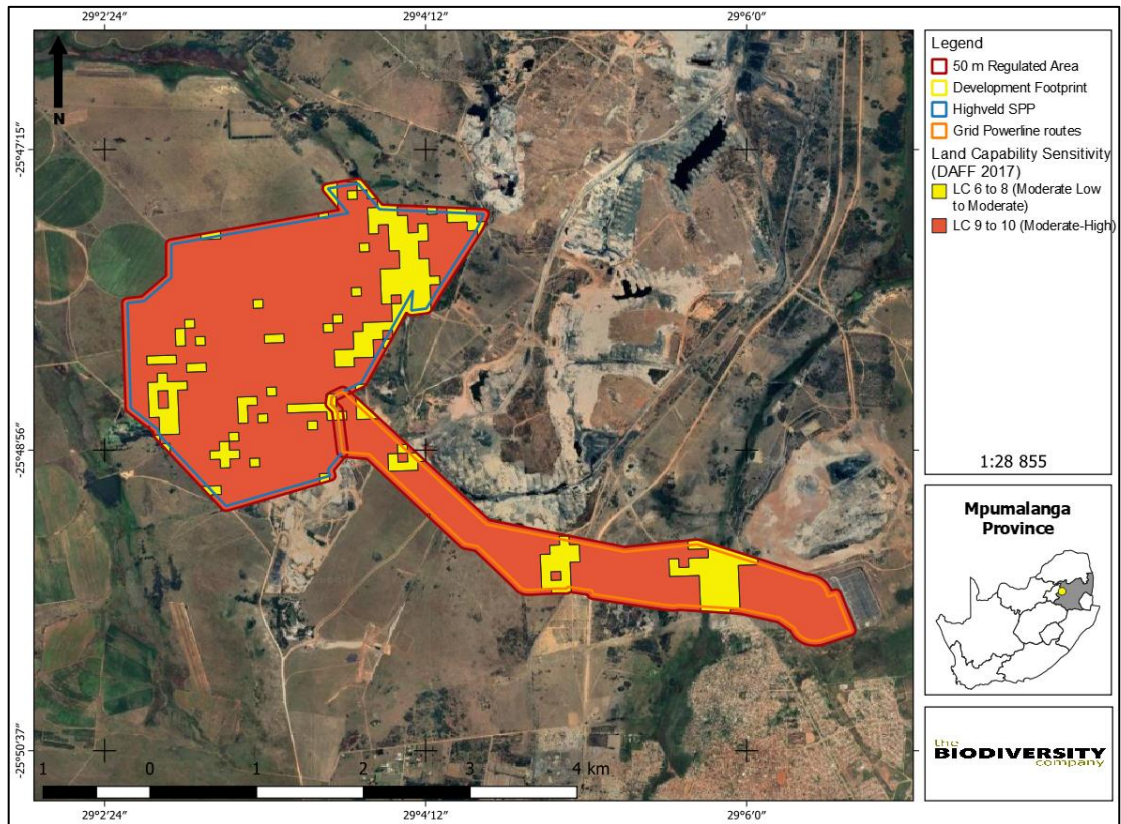 29°2'24"
29°4'12"
29°6'0"
-25°47'15"
-25°48'56"
-25°50'37"
N
1 0 1 2 3 4 km
29°2'24"
29°4'12"
29°6'0"
Legend
50 m Regulated Area
Development Footprint
Highveld SPP
Grid Powerline routes
Land Capability Sensitivity
(DAFF 2017)
LC 6 to 8 (Moderate Low
to Moderate)
LC 9 to 10 (Moderate-High)
1:28 855
Mpumalanga
Province
the
BIODIVERSITY
company